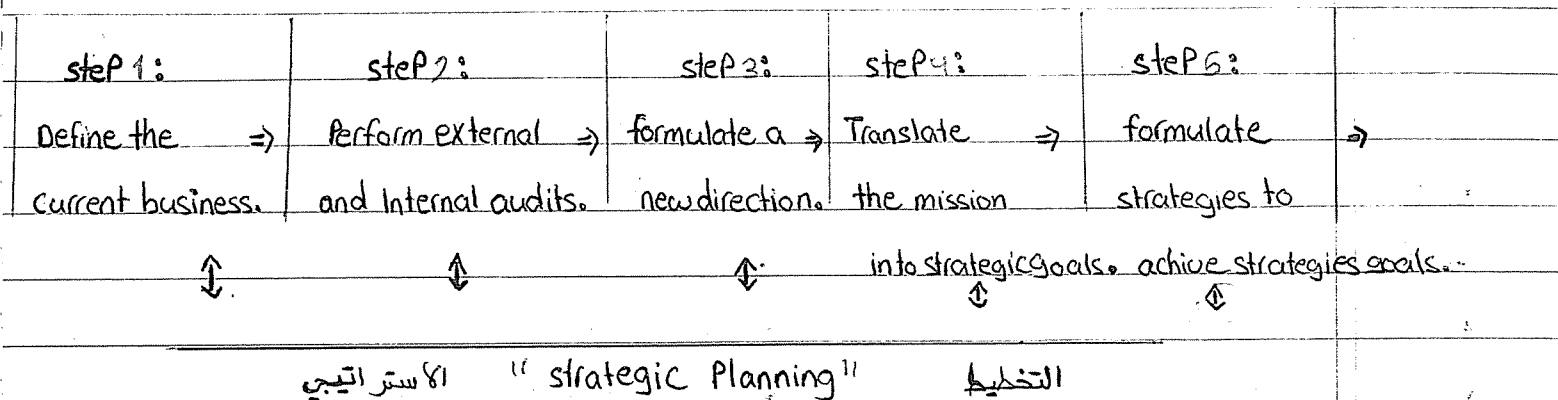 steP 1:
Define the ⇒
current business.
↕
steP 2:
Perform external ⇒
and Internal audits.
↕
steP 3:
formulate a ⇒
new direction.
↕
steP 4:
Translate ⇒
the mission
into strategic goals.
↕
steP 5:
formulate ⇒
strategies to
achive strategies goals.
↕
التخطيط "strategic Planning" الاستراتيجي